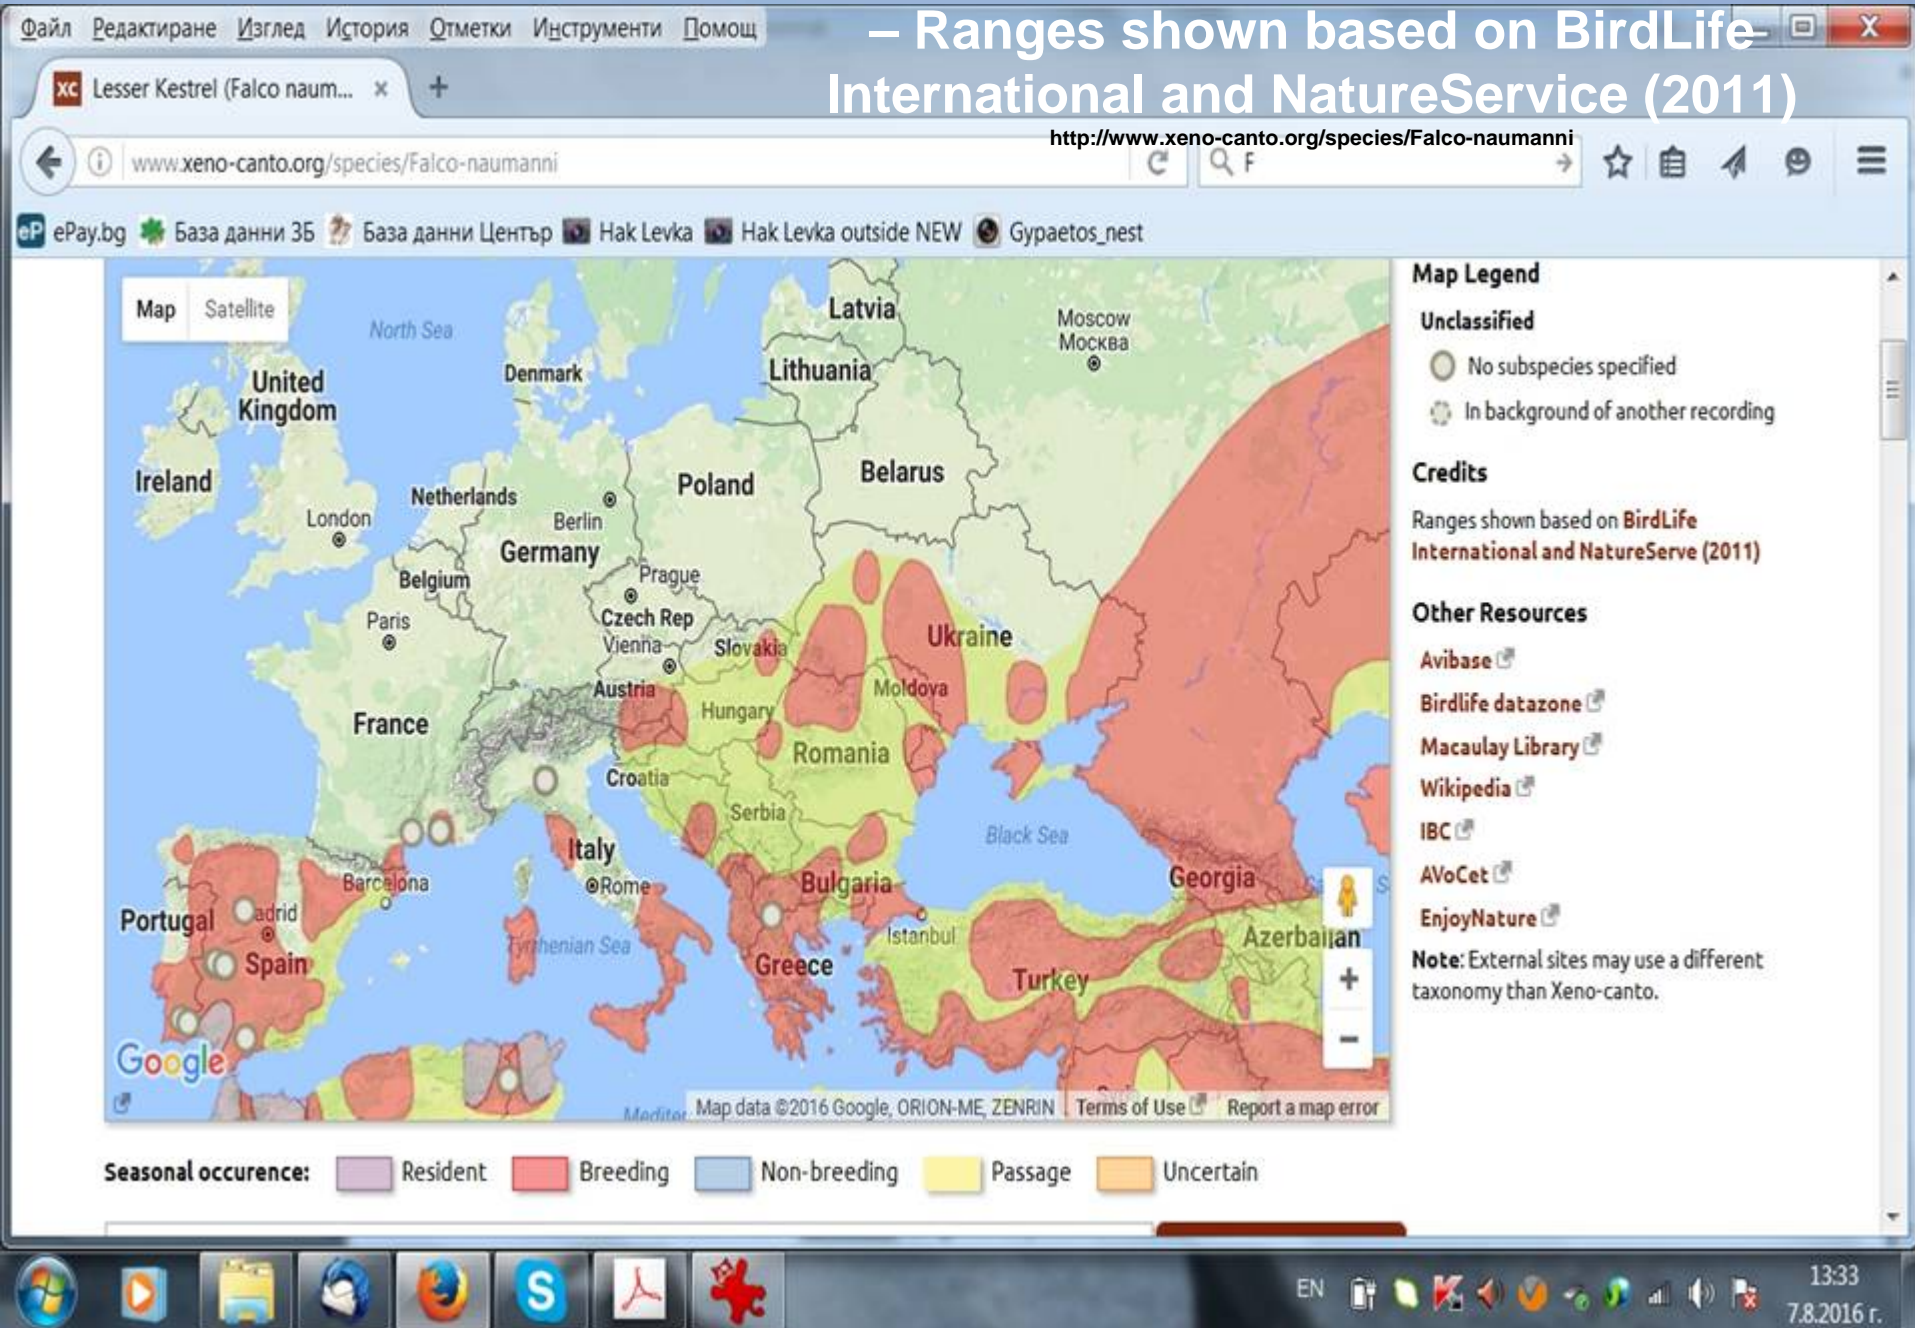 Файл Редактиране Изглед История Отметки Инструменти Помощ
– Ranges shown based on BirdLife
International and NatureService (2011)
http://www.xeno-canto.org/species/Falco-naumanni
xc Lesser Kestrel (Falco naum... × +
www.xeno-canto.org/species/Falco-naumanni
F
eP ePay.bg База данни ЗБ База данни Център Hak Levka Hak Levka outside NEW Gypaetos_nest
Map Satellite
North Sea
Latvia
Moscow
Москва
Lithuania
Denmark
United
Kingdom
Ireland
Netherlands
Poland
Belarus
London
Berlin
Germany
Belgium
Prague
Paris
Czech Rep
Vienna
Slovakia
Ukraine
Austria
Moldova
Hungary
France
Romania
Croatia
Serbia
Black Sea
Italy
Barcelona
Rome
Bulgaria
Georgia
Portugal
adrid
Istanbul
Azerbaijan
Tyrrhenian Sea
Spain
Greece
Turkey
Google
Map data ©2016 Google, ORION-ME, ZENRIN Terms of Use Report a map error
Seasonal occurence: Resident Breeding Non-breeding Passage Uncertain
Map Legend
Unclassified
No subspecies specified
In background of another recording
Credits
Ranges shown based on BirdLife
International and NatureServe (2011)
Other Resources
Avibase
Birdlife datazone
Macaulay Library
Wikipedia
IBC
AVoCet
EnjoyNature
Note: External sites may use a different
taxonomy than Xeno-canto.
EN
13:33
7.8.2016 г.